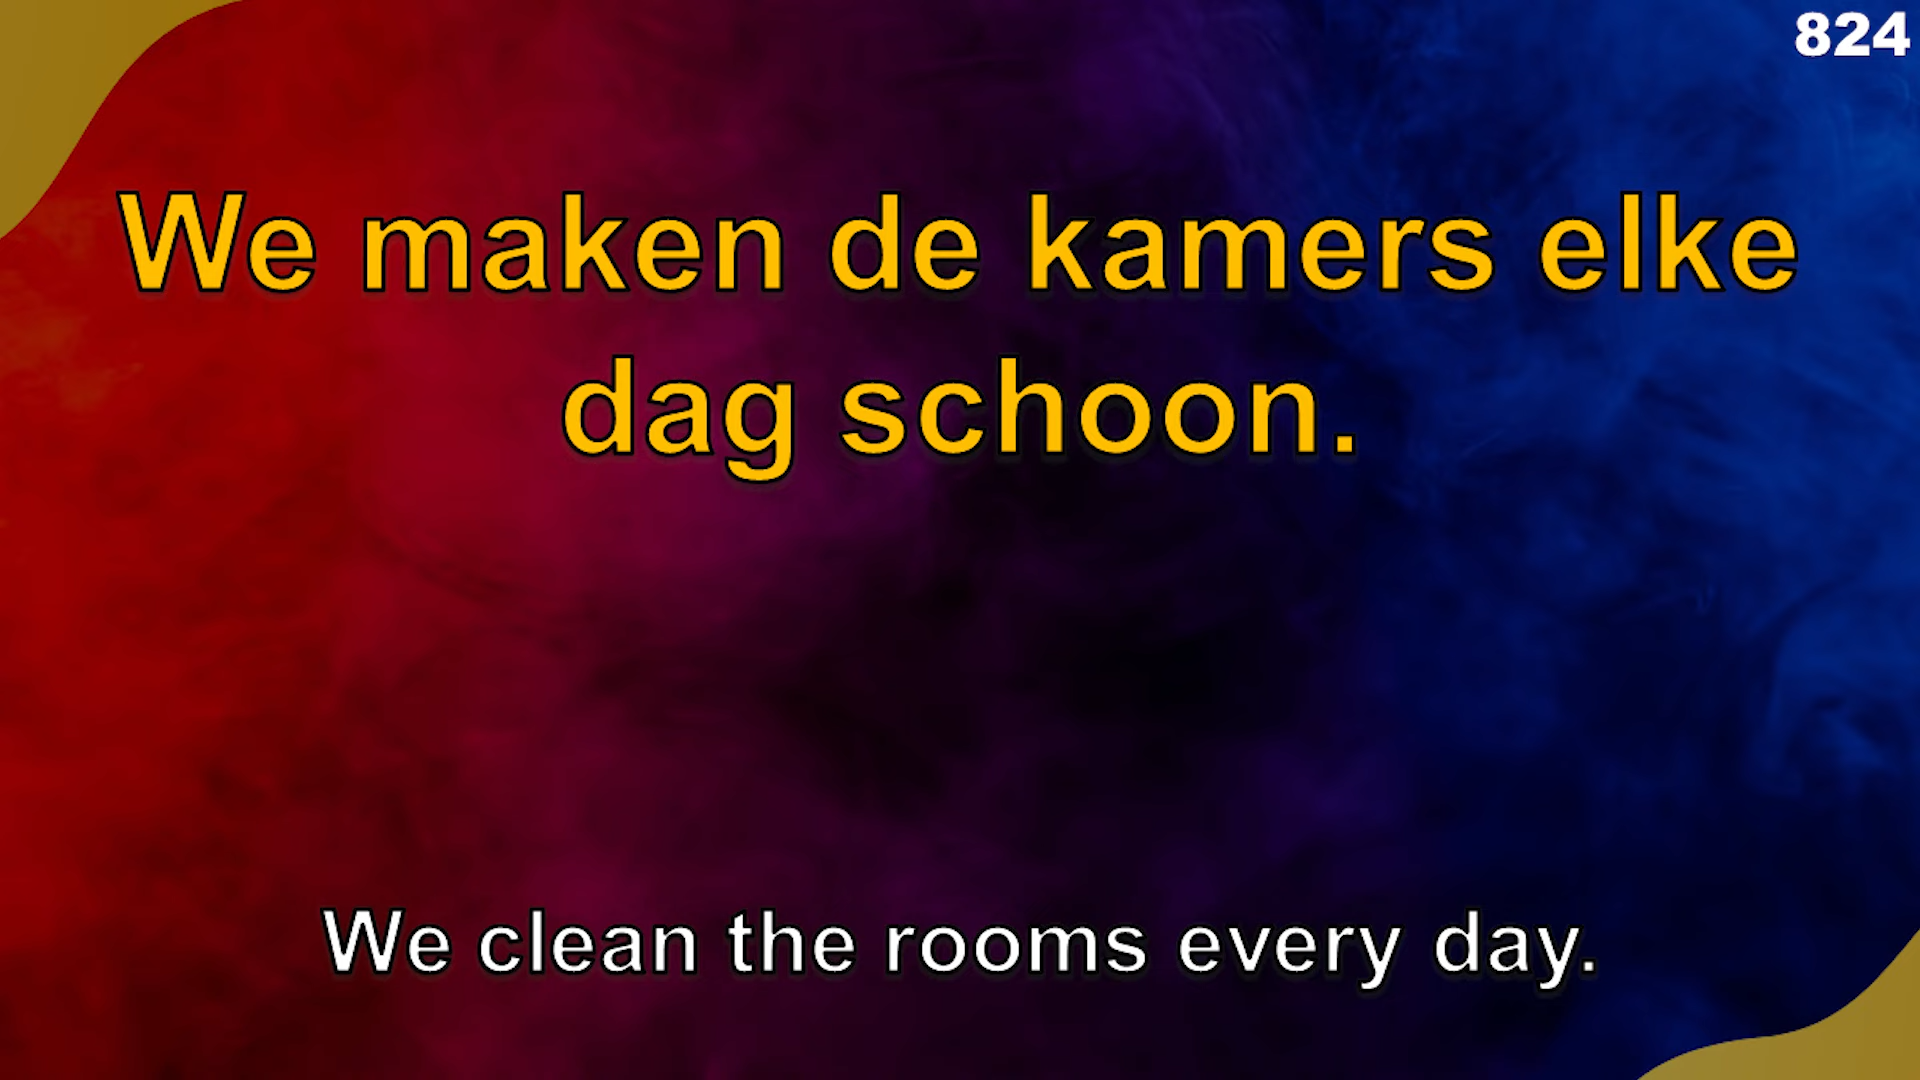 824
We maken de kamers elke
dag schoon.
We clean the rooms every day.